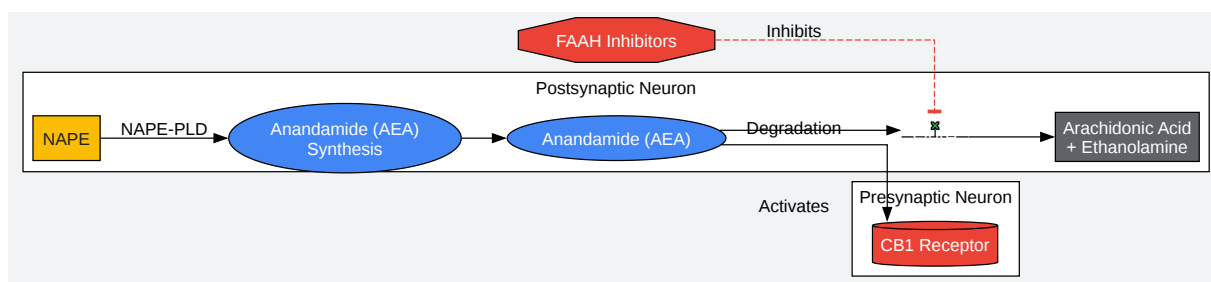 FAAH Inhibitors
Inhibits
Postsynaptic Neuron
NAPE
NAPE-PLD
Anandamide (AEA)
Synthesis
Anandamide (AEA)
Degradation
Arachidonic Acid
+ Ethanolamine
Activates
Presynaptic Neuron
CB1 Receptor